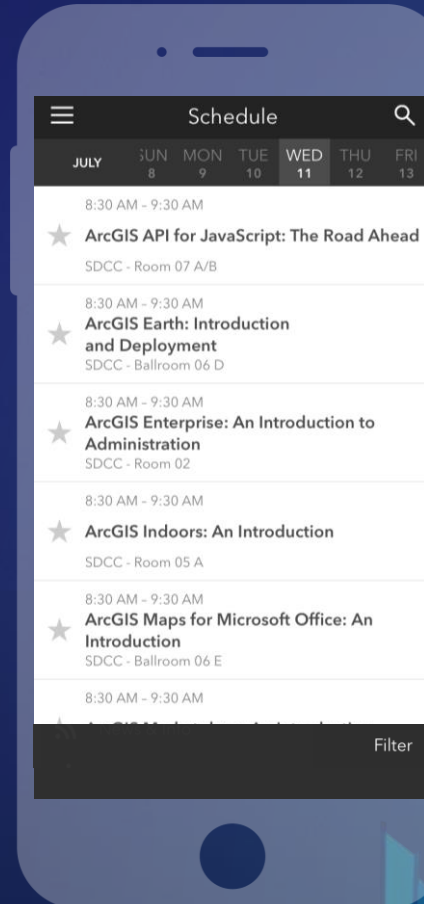 Schedule
JULY
SUN MON TUE WED THU FRI
8 9 10 11 12 13
8:30 AM – 9:30 AM
ArcGIS API for JavaScript: The Road Ahead
SDCC - Room 07 A/B
8:30 AM – 9:30 AM
ArcGIS Earth: Introduction
and Deployment
SDCC - Ballroom 06 D
8:30 AM – 9:30 AM
ArcGIS Enterprise: An Introduction to
Administration
SDCC - Room 02
8:30 AM – 9:30 AM
ArcGIS Indoors: An Introduction
SDCC - Room 05 A
8:30 AM – 9:30 AM
ArcGIS Maps for Microsoft Office: An
Introduction
SDCC - Ballroom 06 E
8:30 AM – 9:30 AM
News &
Filter